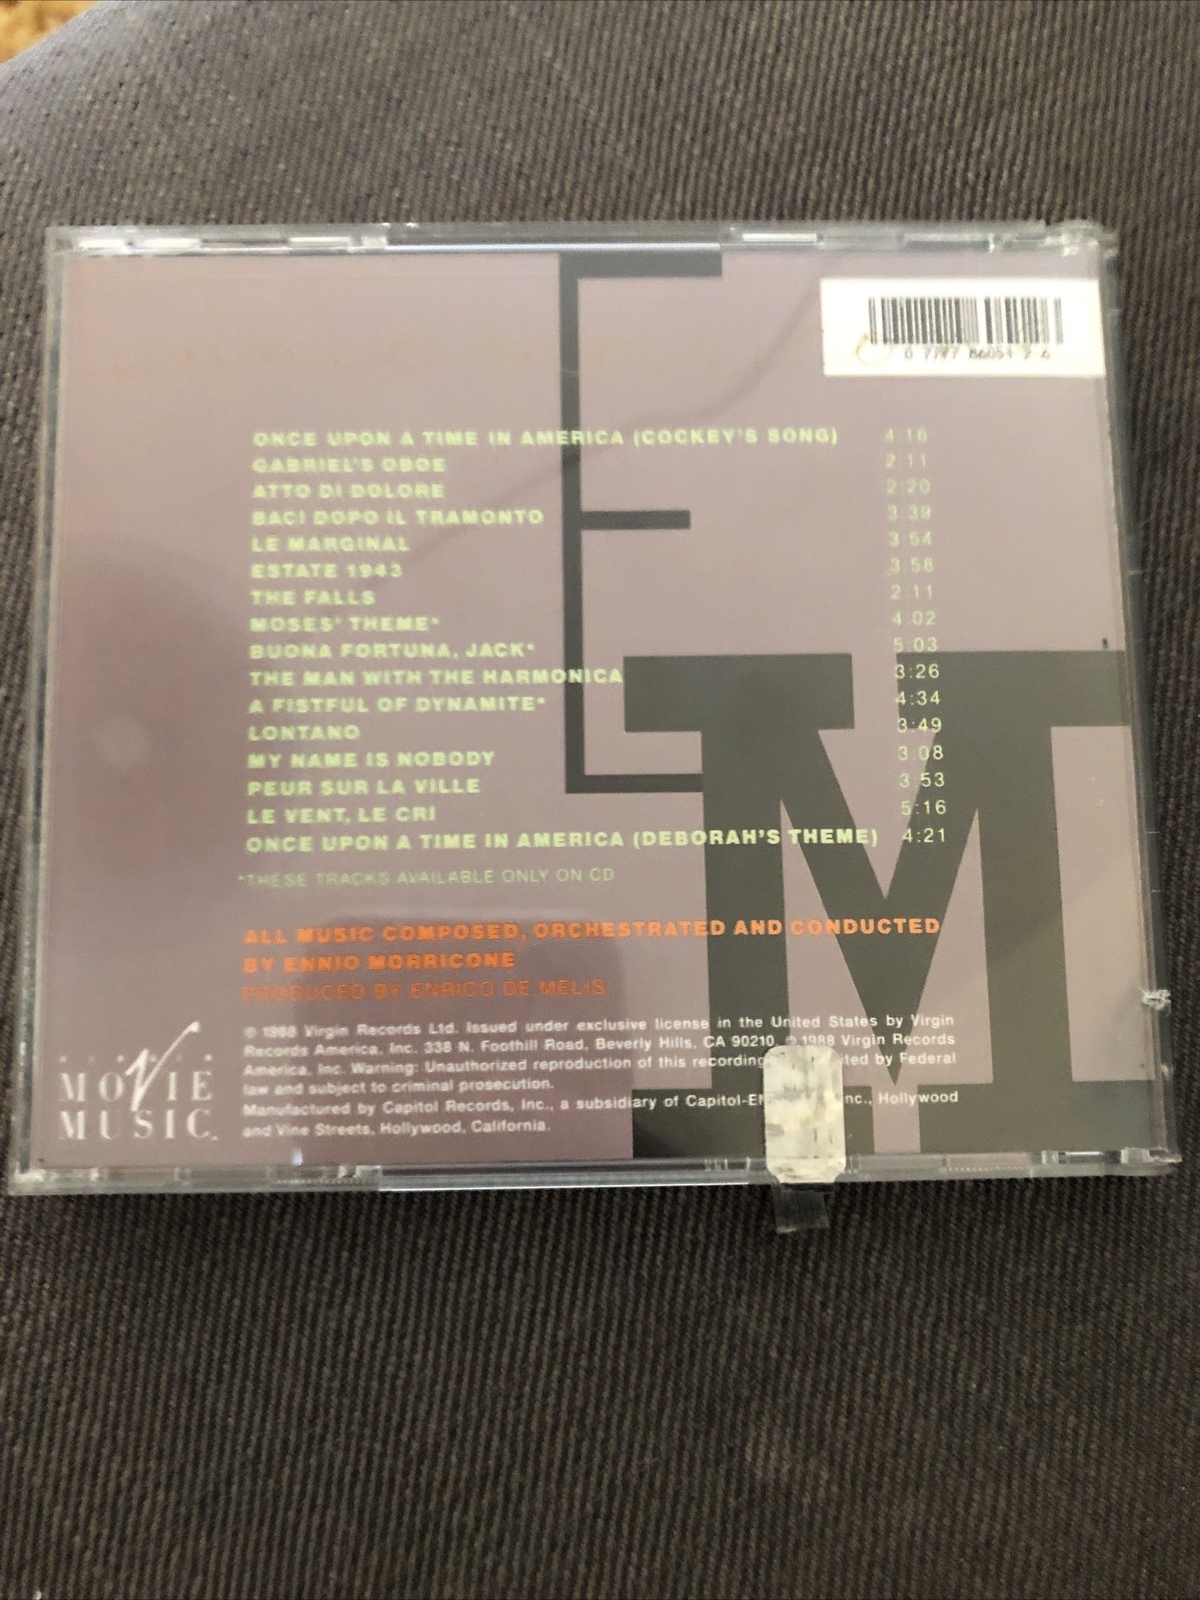 ONCE UPON A TIME IN AMERICA (COCKEY'S SONG) 4:16
GABRIEL'S OBOE 2:11
ATTO DI DOLORE 2:20
BACI DOPO IL TRAMONTO 3:39
LE MARGINAL 3:54
ESTATE 1943 3:58
THE FALLS 2:11
MOSES' THEME* 4:02
BUONA FORTUNA, JACK* 5:03
THE MAN WITH THE HARMONICA 3:26
A FISTFUL OF DYNAMITE* 4:34
LONTANO 3:49
MY NAME IS NOBODY 3:08
PEUR SUR LA VILLE 3:53
LE VENT, LE CRI 5:16
ONCE UPON A TIME IN AMERICA (DEBORAH'S THEME) 4:21
*THESE TRACKS AVAILABLE ONLY ON CD
ALL MUSIC COMPOSED, ORCHESTRATED AND CONDUCTED
BY ENNIO MORRICONE
PRODUCED BY ENRICO DE MELIS
℗ 1988 Virgin Records Ltd. Issued under exclusive license in the United States by Virgin
Records America, Inc. 338 N. Foothill Road, Beverly Hills, CA 90210. © 1988 Virgin Records
America, Inc. Warning: Unauthorized reproduction of this recording by Federal
law and subject to criminal prosecution.
Manufactured by Capitol Records, Inc., a subsidiary of Capitol-EM Inc., Hollywood
and Vine Streets, Hollywood, California.
MOVIE
MUSIC
EM